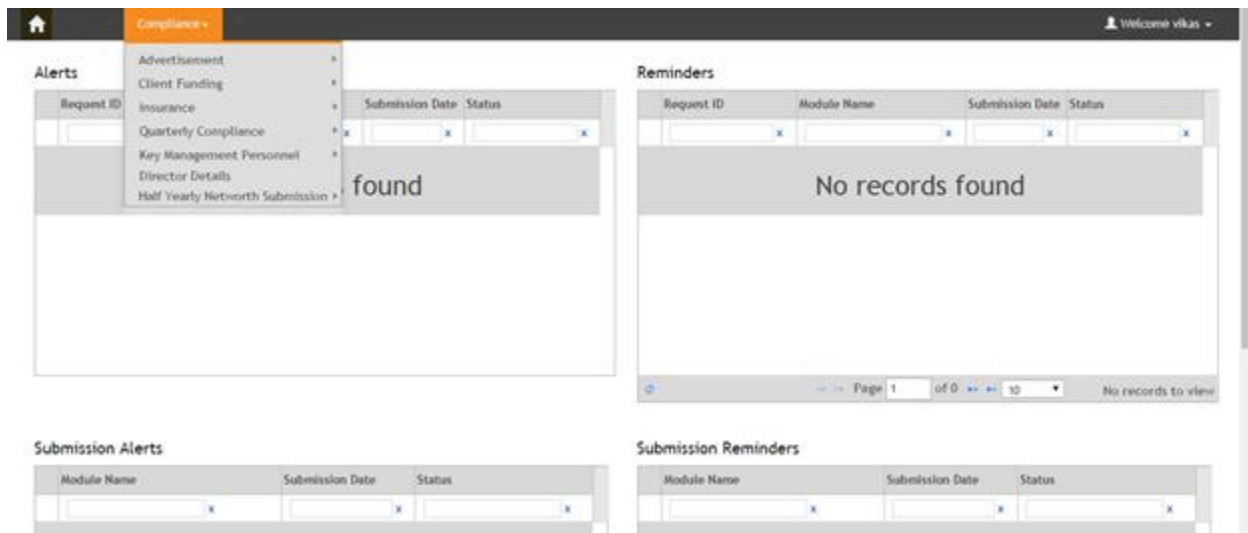 Compliance
Welcome vikas
Advertisement
Client Funding
Insurance
Quarterly Compliance
Key Management Personnel
Director Details
Half Yearly Networth Submission
Alerts
Request ID Submission Date Status
x x x
found
Reminders
Request ID Module Name Submission Date Status
x x x x
No records found
Page 1 of 0 10 No records to view
Submission Alerts
Module Name Submission Date Status
x x x
Submission Reminders
Module Name Submission Date Status
x x x